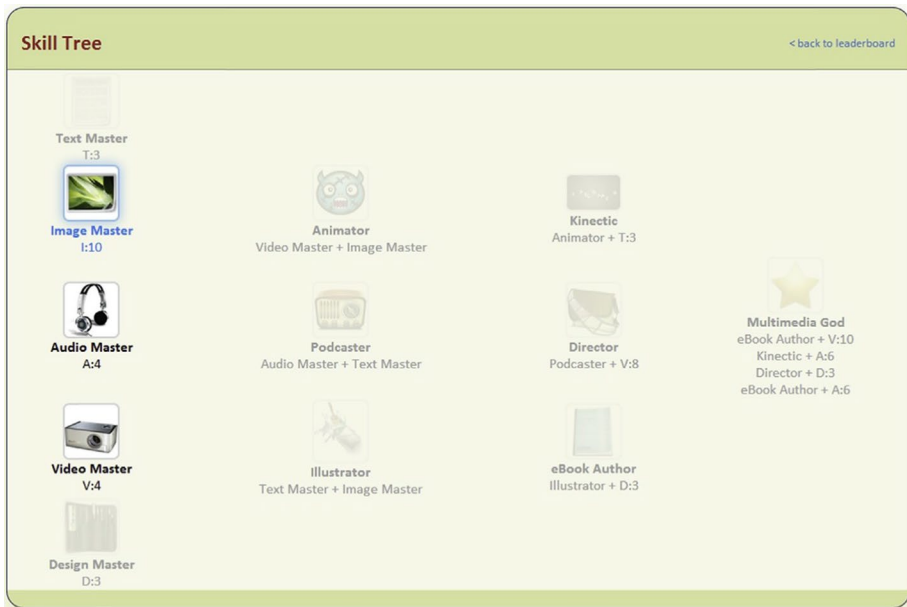 Skill Tree
< back to leaderboard
Text Master
T:3
Image Master
I:10
Animator
Video Master + Image Master
Kinectic
Animator + T:3
Audio Master
A:4
Podcaster
Audio Master + Text Master
Director
Podcaster + V:8
Multimedia God
eBook Author + V:10
Kinectic + A:6
Director + D:3
eBook Author + A:6
Video Master
V:4
Illustrator
Text Master + Image Master
eBook Author
Illustrator + D:3
Design Master
D:3